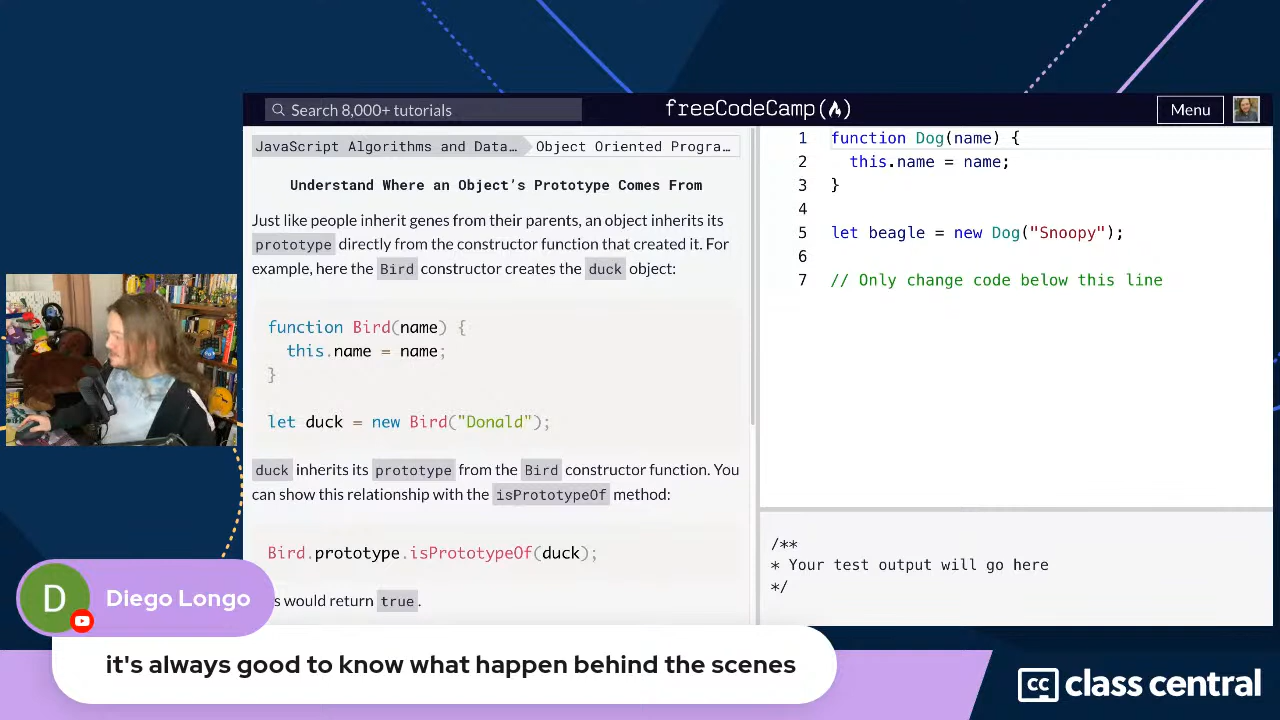 Search 8,000+ tutorials
freeCodeCamp
Menu
JavaScript Algorithms and Data…
Object Oriented Progra…
Understand Where an Object's Prototype Comes From
Just like people inherit genes from their parents, an object inherits its
prototype directly from the constructor function that created it. For
example, here the Bird constructor creates the duck object:
function Bird(name) {
this.name = name;
}
let duck = new Bird("Donald");
duck inherits its prototype from the Bird constructor function. You
can show this relationship with the isPrototypeOf method:
Bird.prototype.isPrototypeOf(duck);
s would return true.
1 function Dog(name) {
2 this.name = name;
3 }
4
5 let beagle = new Dog("Snoopy");
6
7 // Only change code below this line
/**
* Your test output will go here
*/
D
Diego Longo
it's always good to know what happen behind the scenes
cc class central